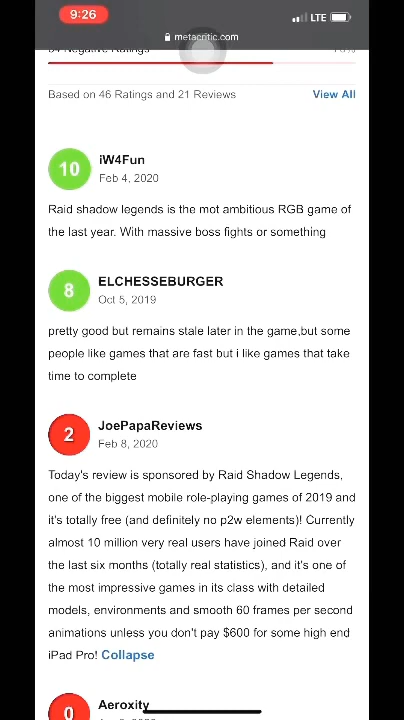 9:26
LTE
metacritic.com
Negative Ratings
Based on 46 Ratings and 21 Reviews View All
10 iW4Fun
Feb 4, 2020
Raid shadow legends is the mot ambitious RGB game of
the last year. With massive boss fights or something
8 ELCHESSEBURGER
Oct 5, 2019
pretty good but remains stale later in the game,but some
people like games that are fast but i like games that take
time to complete
2 JoePapaReviews
Feb 8, 2020
Today's review is sponsored by Raid Shadow Legends,
one of the biggest mobile role-playing games of 2019 and
it's totally free (and definitely no p2w elements)! Currently
almost 10 million very real users have joined Raid over
the last six months (totally real statistics), and it's one of
the most impressive games in its class with detailed
models, environments and smooth 60 frames per second
animations unless you don't pay $600 for some high end
iPad Pro! Collapse
0 Aeroxity